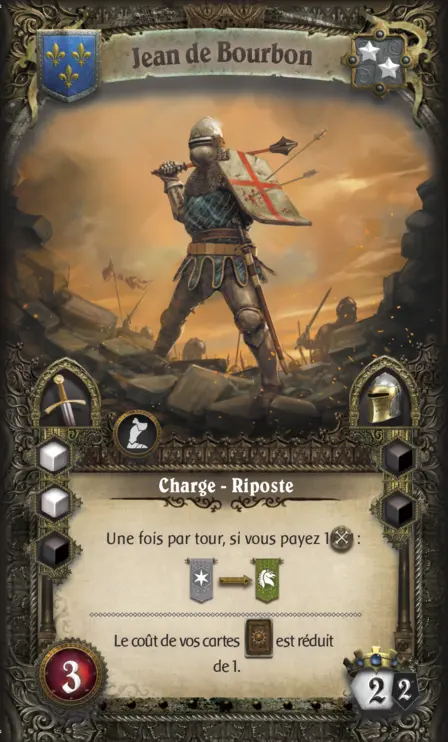 Jean de Bourbon
Charge - Riposte
Une fois par tour, si vous payez 1 :
Le coût de vos cartes est réduit
de 1.
3
2 2